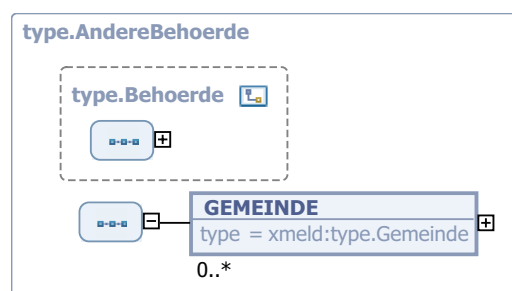 type.AndereBehoerde
type.Behoerde
GEMEINDE
type = xmeld:type.Gemeinde
0..*